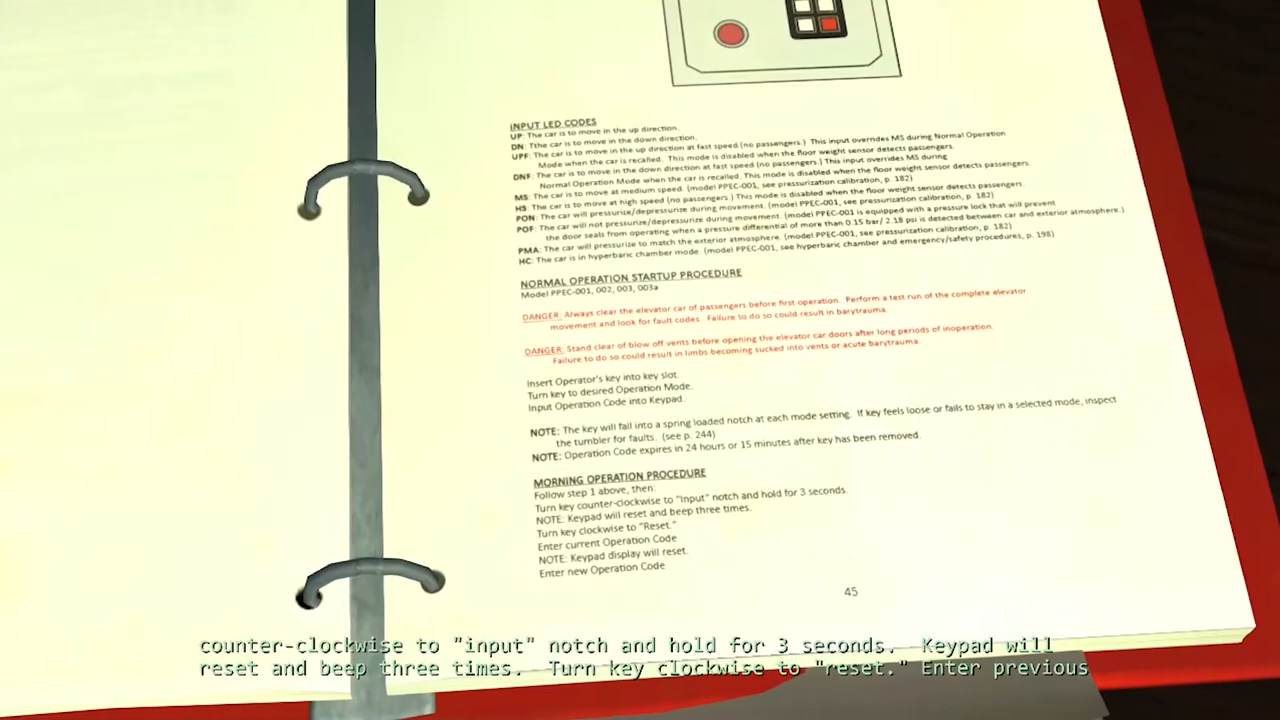 INPUT LED CODES
UP: The car is to move in the up direction.
DN: Tthe car is to move in the down direction.
UPF: The car is to move in the up direction at fast speed (no passengers.) This input overrides MS during Normal Operation
Mode when the car is recalled. This mode is disabled when the floor weight sensor detects passengers.
DNF: The car is to move in the down direction at fast speed (no passengers.) This input overrides MS during
Normal Operation Mode when the car is recalled. This mode is disabled when the floor weight sensor detects passengers.
MS: The car is to move at medium speed. (model PPEC-001, see pressurization calibration, p. 182)
HS: The car is to move at high speed (no passengers.) This mode is disabled when the floor weight sensor detects passengers.
PON: The car will pressurize/depressurize during movement. (model PPEC-001, see pressurization calibration, p. 182)
POF: The car will not pressurize/depressurize during movement. (model PPEC-001 is equipped with a pressure lock that will prevent
the door seals from operating when a pressure differential of more than 0.15 bar/ 2.18 psi is detected between car and exterior atmosphere.)
PMA: The car will pressurize to match the exterior atmosphere. (model PPEC-001, see pressurization calibration, p. 182)
HC: The car is in hyperbaric chamber mode. (model PPEC-001, see hyperbaric chamber and emergency/safety procedures, p. 198)
NORMAL OPERATION STARTUP PROCEDURE
Model PPEC-001, 002, 003, 003a
DANGER: Always clear the elevator car of passengers before first operation. Perform a test run of the complete elevator
movement and look for fault codes. Failure to do so could result in barytrauma.
DANGER: Stand clear of blow off vents before opening the elevator car doors after long periods of inoperation.
Failure to do so could result in limbs becoming sucked into vents or acute barytrauma.
Insert Operator's key into key slot.
Turn key to desired Operation Mode.
Input Operation Code into Keypad.
NOTE: The key will fall into a spring loaded notch at each mode setting. If key feels loose or fails to stay in a selected mode, inspect
the tumbler for faults. (see p. 244)
NOTE: Operation Code expires in 24 hours or 15 minutes after key has been removed.
MORNING OPERATION PROCEDURE
Follow step 1 above, then:
Turn key counter-clockwise to "Input" notch and hold for 3 seconds.
NOTE: Keypad will reset and beep three times.
Turn key clockwise to "Reset."
Enter current Operation Code
NOTE: Keypad display will reset.
Enter new Operation Code
45
counter-clockwise to "input" notch and hold for 3 seconds. Keypad will
reset and beep three times. Turn key clockwise to "reset." Enter previous